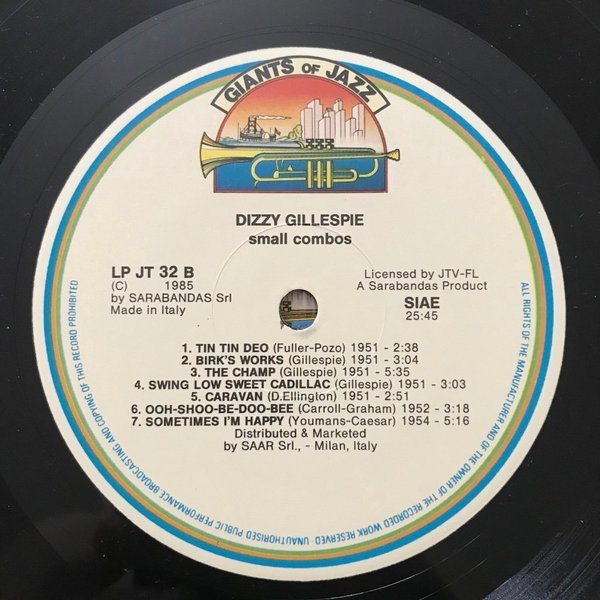 GIANTS OF JAZZ
DIZZY GILLESPIE
small combos
LP JT 32 B
(C) 1985
by SARABANDAS Srl
Made in Italy
Licensed by JTV-FL
A Sarabandas Product
SIAE
25:45
1. TIN TIN DEO (Fuller-Pozo) 1951 - 2:38
2. BIRK'S WORKS (Gillespie) 1951 - 3:04
3. THE CHAMP (Gillespie) 1951 - 5:35
4. SWING LOW SWEET CADILLAC (Gillespie) 1951 - 3:03
5. CARAVAN (D.Ellington) 1951 - 2:51
6. OOH-SHOO-BE-DOO-BEE (Carroll-Graham) 1952 - 3:18
7. SOMETIMES I'M HAPPY (Youmans-Caesar) 1954 - 5:16
Distributed & Marketed
by SAAR Srl., - Milan, Italy
ALL RIGHTS OF THE MANUFACTURER AND OF THE OWNER OF THE RECORDED WORK RESERVED - UNAUTHORISED PUBLIC PERFORMANCE BROADCASTING AND COPYING OF THIS RECORD PROHIBITED